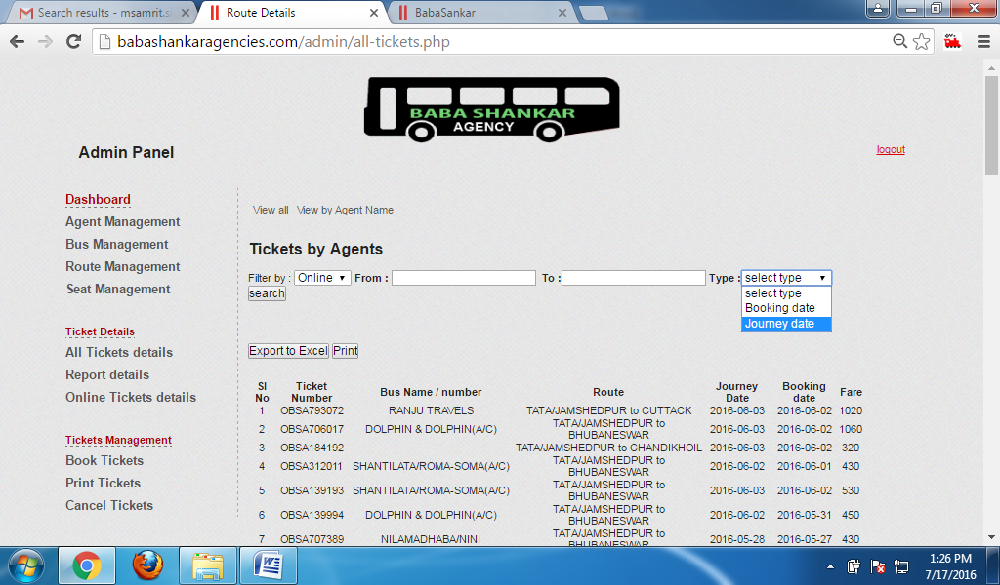 Search results - msamrit.s
Route Details
BabaSankar
babashankaragencies.com/admin/all-tickets.php
BABA SHANKAR
AGENCY
Admin Panel
logout
Dashboard
Agent Management
Bus Management
Route Management
Seat Management
Ticket Details
All Tickets details
Report details
Online Tickets details
Tickets Management
Book Tickets
Print Tickets
Cancel Tickets
View all View by Agent Name
Tickets by Agents
Filter by : Online From : To : Type : select type
search
select type
Booking date
Journey date
Export to Excel Print
Sl No Ticket Number Bus Name / number Route Journey Date Booking date Fare
1 OBSA793072 RANJU TRAVELS TATA/JAMSHEDPUR to CUTTACK 2016-06-03 2016-06-02 1020
2 OBSA706017 DOLPHIN & DOLPHIN(A/C) TATA/JAMSHEDPUR to BHUBANESWAR 2016-06-03 2016-06-02 1060
3 OBSA184192 TATA/JAMSHEDPUR to CHANDIKHOIL 2016-06-03 2016-06-02 320
4 OBSA312011 SHANTILATA/ROMA-SOMA(A/C) TATA/JAMSHEDPUR to BHUBANESWAR 2016-06-02 2016-06-01 430
5 OBSA139193 SHANTILATA/ROMA-SOMA(A/C) TATA/JAMSHEDPUR to BHUBANESWAR 2016-06-03 2016-06-02 530
6 OBSA139994 DOLPHIN & DOLPHIN(A/C) TATA/JAMSHEDPUR to BHUBANESWAR 2016-06-02 2016-05-31 450
7 OBSA707389 NILAMADHABA/NINI TATA/JAMSHEDPUR to BHUBANESWAR 2016-05-28 2016-05-27 430
1:26 PM
7/17/2016